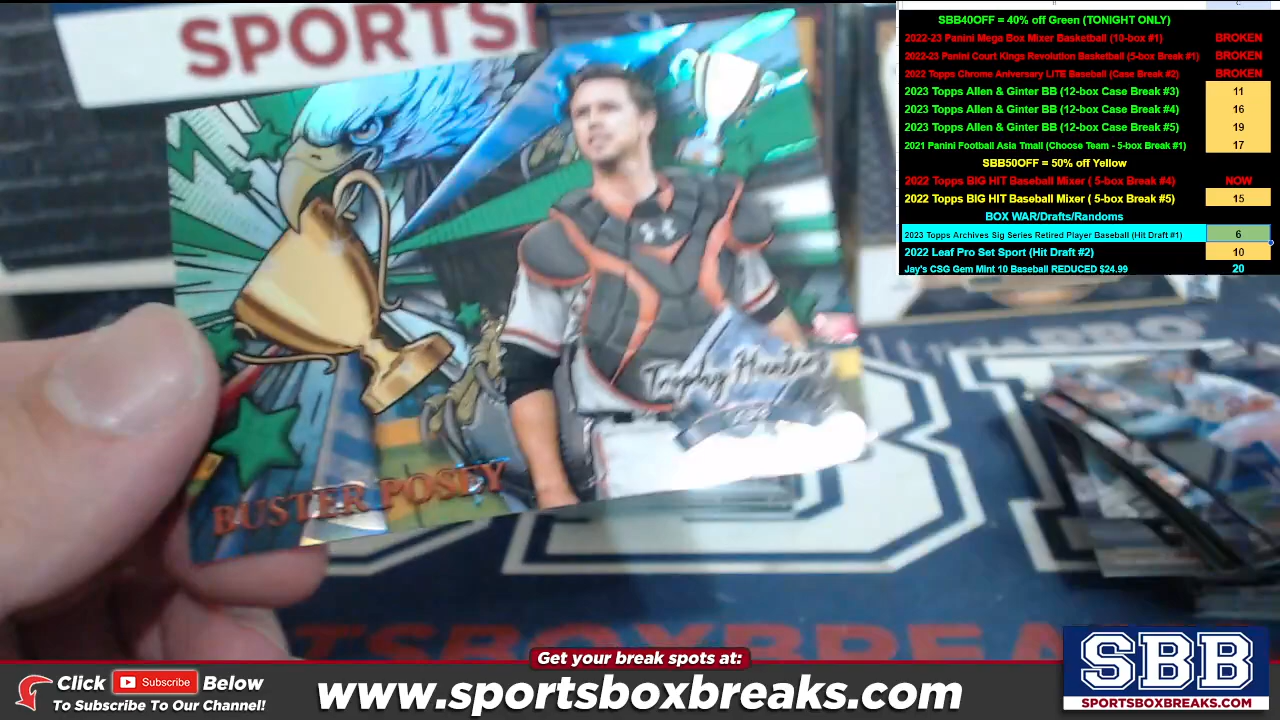 SPORTS
SBB40OFF = 40% off Green (TONIGHT ONLY)
2022-23 Panini Mega Box Mixer Basketball (10-box #1) BROKEN
2022-23 Panini Court Kings Revolution Basketball (5-box Break #1) BROKEN
2022 Topps Chrome Aniversary LITE Baseball (Case Break #2) BROKEN
2023 Topps Allen & Ginter BB (12-box Case Break #3) 11
2023 Topps Allen & Ginter BB (12-box Case Break #4) 16
2023 Topps Allen & Ginter BB (12-box Case Break #5) 19
2021 Panini Football Asia Tmall (Choose Team - 5-box Break #1) 17
SBB50OFF = 50% off Yellow
2022 Topps BIG HIT Baseball Mixer ( 5-box Break #4) NOW
2022 Topps BIG HIT Baseball Mixer ( 5-box Break #5) 15
BOX WAR/Drafts/Randoms
2023 Topps Archives Sig Series Retired Player Baseball (Hit Draft #1) 6
2022 Leaf Pro Set Sport (Hit Draft #2) 10
Jay's CSG Gem Mint 10 Baseball REDUCED $24.99 20
Trophy Hunters
BUSTER POSEY
Get your break spots at:
Click Subscribe Below
To Subscribe To Our Channel!
www.sportsboxbreaks.com
SBB
SPORTSBOXBREAKS.COM